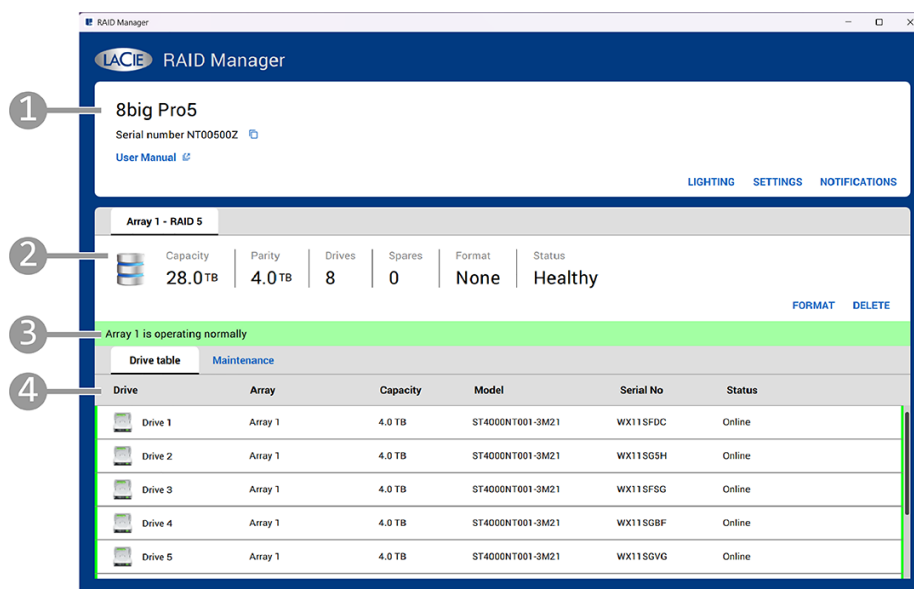 RAID Manager
LACIE RAID Manager
1
8big Pro5
Serial number NT00500Z
User Manual
LIGHTING SETTINGS NOTIFICATIONS
Array 1 - RAID 5
2
Capacity Parity Drives Spares Format Status
28.0 TB 4.0 TB 8 0 None Healthy
FORMAT DELETE
3
Array 1 is operating normally
Drive table Maintenance
4
Drive Array Capacity Model Serial No Status
Drive 1 Array 1 4.0 TB ST4000NT001-3M21 WX11SFDC Online
Drive 2 Array 1 4.0 TB ST4000NT001-3M21 WX11SG5H Online
Drive 3 Array 1 4.0 TB ST4000NT001-3M21 WX11SFSG Online
Drive 4 Array 1 4.0 TB ST4000NT001-3M21 WX11SGBF Online
Drive 5 Array 1 4.0 TB ST4000NT001-3M21 WX11SGVG Online